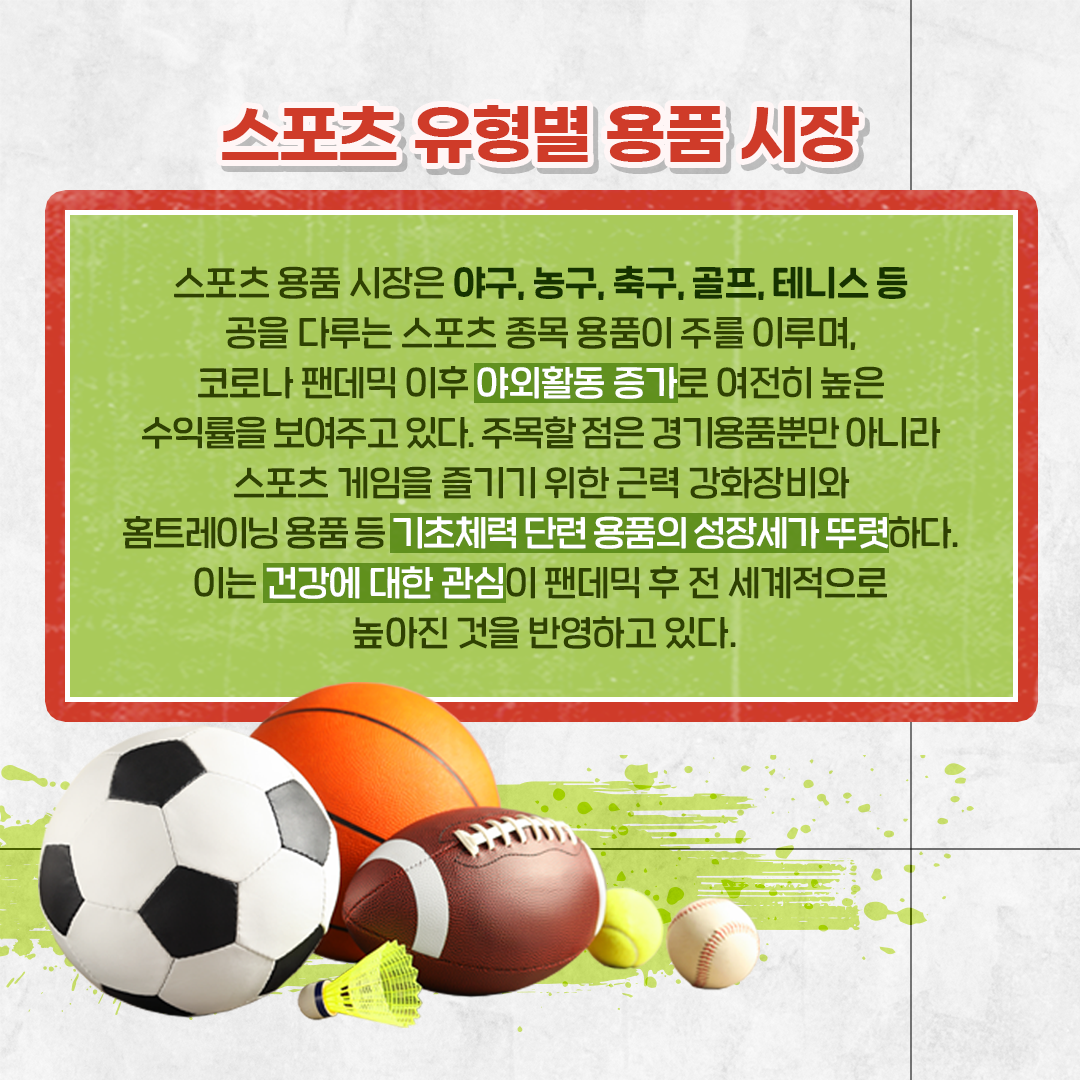 스포츠 유형별 용품 시장
스포츠 용품 시장은 야구, 농구, 축구, 골프, 테니스 등
공을 다루는 스포츠 종목 용품이 주를 이루며,
코로나 팬데믹 이후 야외활동 증가로 여전히 높은
수익률을 보여주고 있다. 주목할 점은 경기용품뿐만 아니라
스포츠 게임을 즐기기 위한 근력 강화장비와
홈트레이닝 용품 등 기초체력 단련 용품의 성장세가 뚜렷하다.
이는 건강에 대한 관심이 팬데믹 후 전 세계적으로
높아진 것을 반영하고 있다.